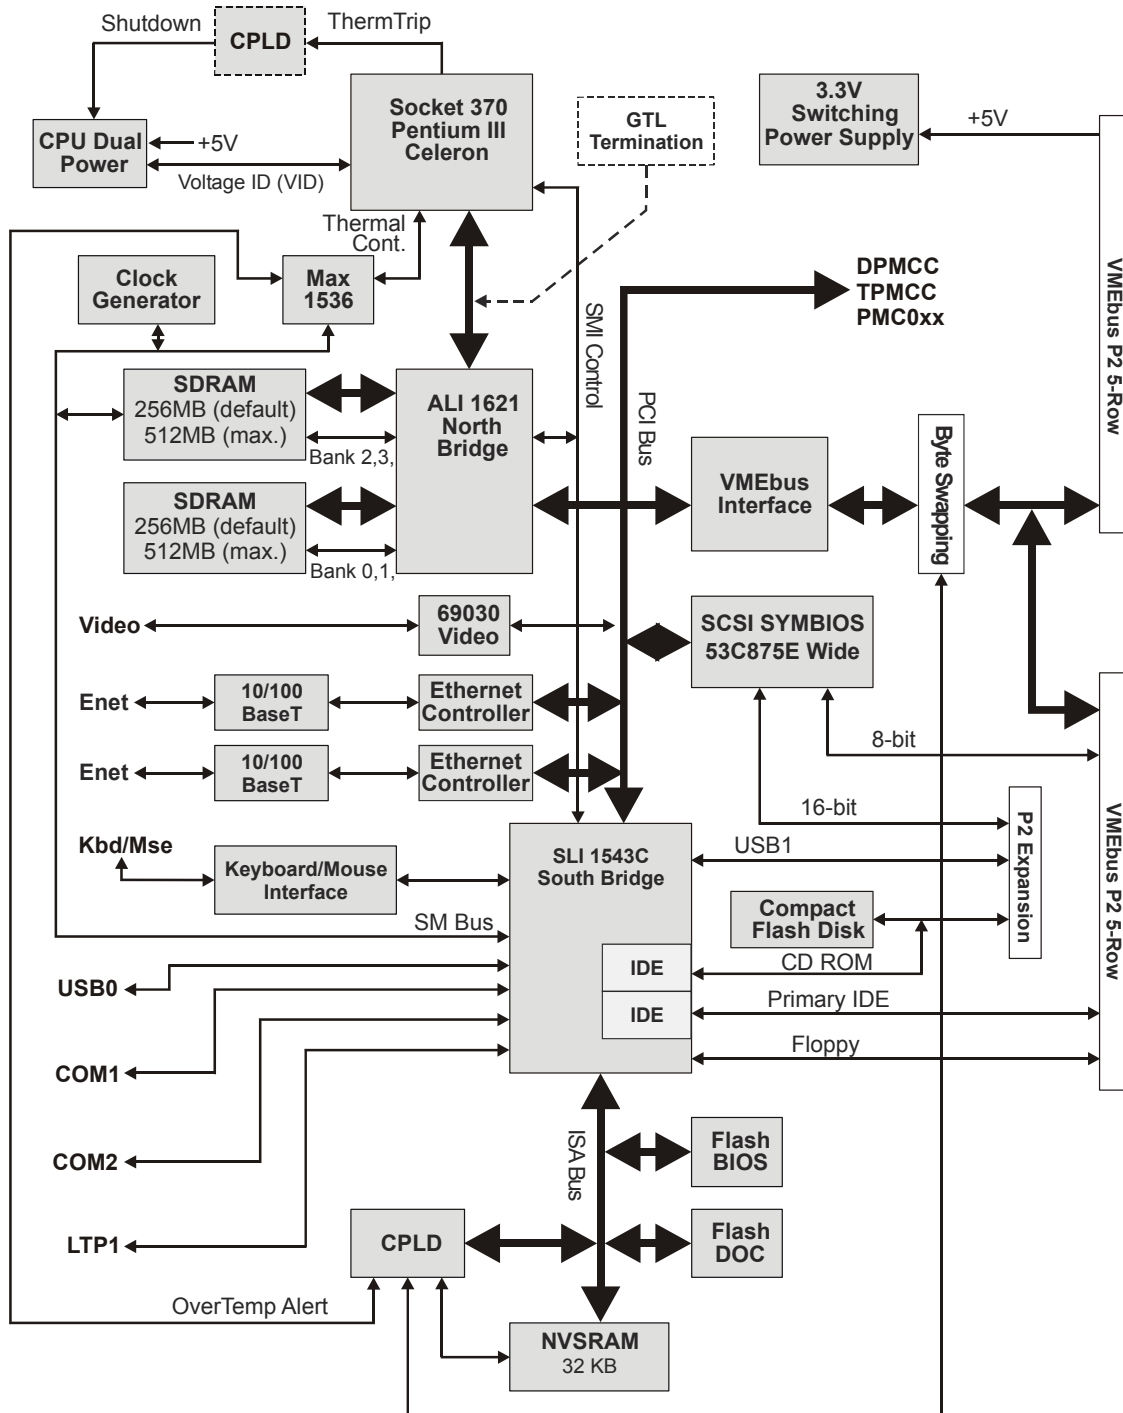 Shutdown
CPLD
ThermTrip
Socket 370
Pentium III
Celeron
GTL
Termination
3.3V
Switching
Power Supply
+5V
CPU Dual
Power
+5V
Voltage ID (VID)
Thermal
Cont.
Clock
Generator
Max
1536
DPMCC
TPMCC
PMC0xx
VMEbus P2 5-Row
SMI Control
PCI Bus
SDRAM
256MB (default)
512MB (max.)
Bank 2,3,
ALI 1621
North
Bridge
SDRAM
256MB (default)
512MB (max.)
Bank 0,1,
VMEbus
Interface
Byte Swapping
Video
69030
Video
SCSI SYMBIOS
53C875E Wide
Enet
10/100
BaseT
Ethernet
Controller
Enet
10/100
BaseT
Ethernet
Controller
8-bit
16-bit
VMEbus P2 5-Row
P2 Expansion
Kbd/Mse
Keyboard/Mouse
Interface
SLI 1543C
South Bridge
USB1
Compact
Flash Disk
SM Bus
IDE
CD ROM
USB0
IDE
Primary IDE
Floppy
COM1
COM2
LTP1
ISA Bus
Flash
BIOS
CPLD
Flash
DOC
OverTemp Alert
NVSRAM
32 KB